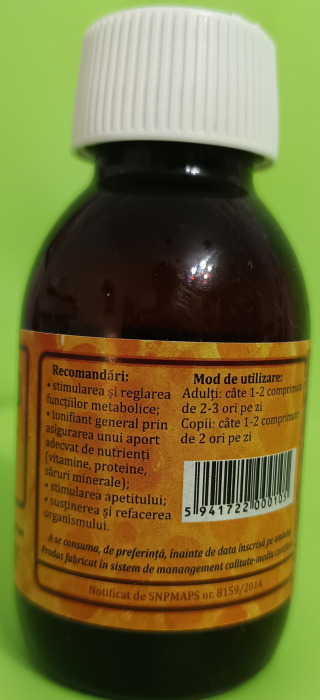 Recomandări:
• stimularea și reglarea
funcțiilor metabolice;
• tonifiant general prin
asigurarea unui aport
adecvat de nutrienți
(vitamine, proteine,
săruri minerale);
• stimularea apetitului;
• susținerea și refacerea
organismului.
Mod de utilizare:
Adulți: câte 1-2 comprimate
de 2-3 ori pe zi
Copii: câte 1-2 comprimate
de 2 ori pe zi
5 941722 000105
A se consuma, de preferință, înainte de data înscrisă pe
Produs fabricat în sistem de manangement calitate-mediu
Notificat de SNPMAPS nr. 8159/2014